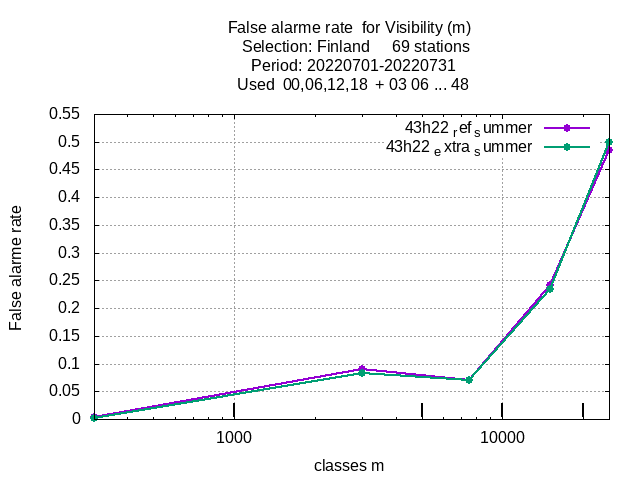 False alarme rate  for Visibility (m)
Selection: Finland     69 stations
Period: 20220701-20220731
Used  00,06,12,18  + 03 06 ... 48
43h22 ref summer
43h22 extra summer
0.55
0.5
0.45
0.4
0.35
0.3
0.25
0.2
0.15
0.1
0.05
0
False alarme rate
1000
10000
classes m